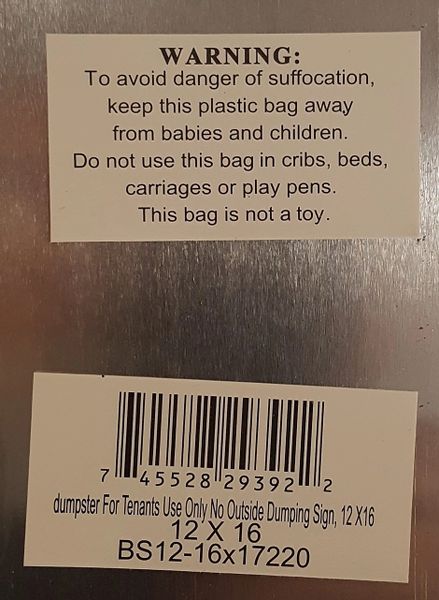 WARNING:
To avoid danger of suffocation,
keep this plastic bag away
from babies and children.
Do not use this bag in cribs, beds,
carriages or play pens.
This bag is not a toy.
7 45528 29392 2
dumpster For Tenants Use Only No Outside Dumping Sign, 12 X16
12 X 16
BS12-16x17220